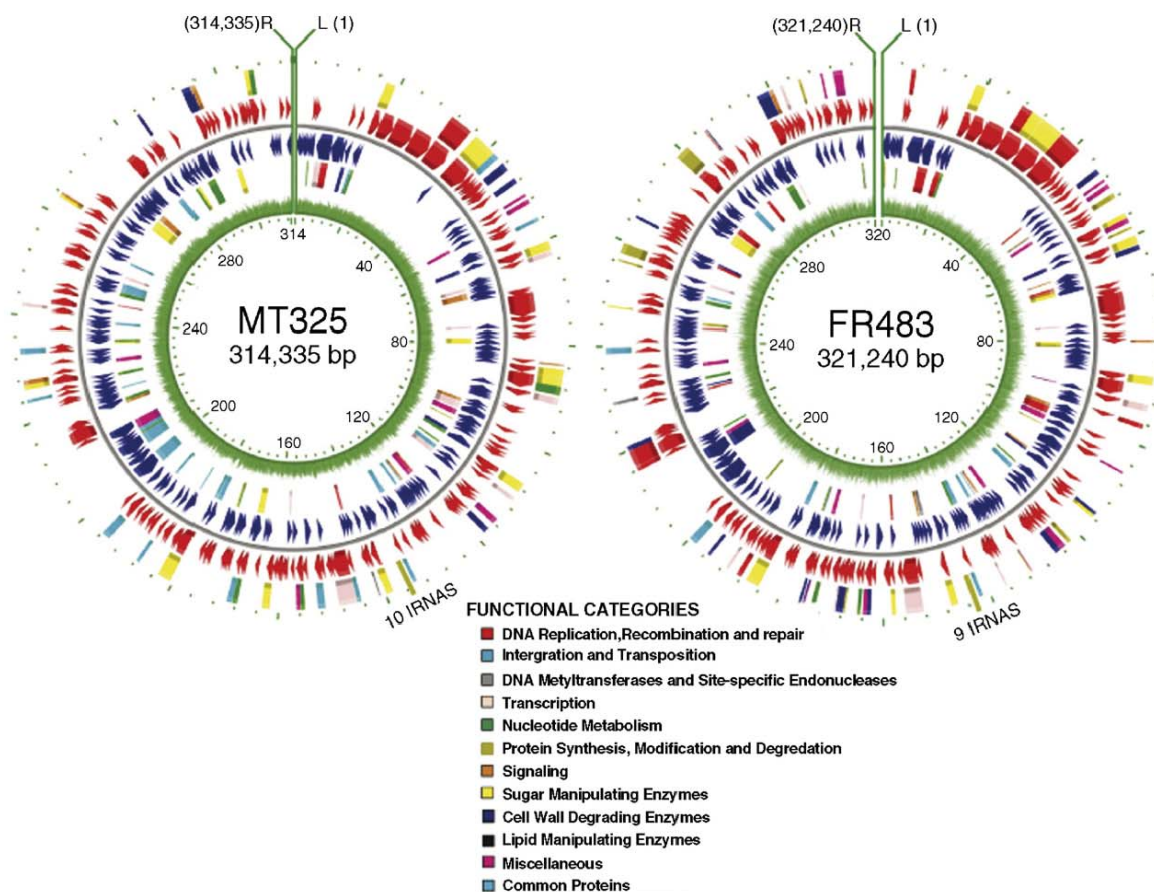 (314,335)R L (1)
(321,240)R L (1)
314
40
80
120
160
200
240
280
MT325
314,335 bp
320
40
80
120
160
200
240
280
FR483
321,240 bp
10 IRNAS
9 IRNAS
FUNCTIONAL CATEGORIES
DNA Replication,Recombination and repair
Intergration and Transposition
DNA Metyltransferases and Site-specific Endonucleases
Transcription
Nucleotide Metabolism
Protein Synthesis, Modification and Degredation
Signaling
Sugar Manipulating Enzymes
Cell Wall Degrading Enzymes
Lipid Manipulating Enzymes
Miscellaneous
Common Proteins